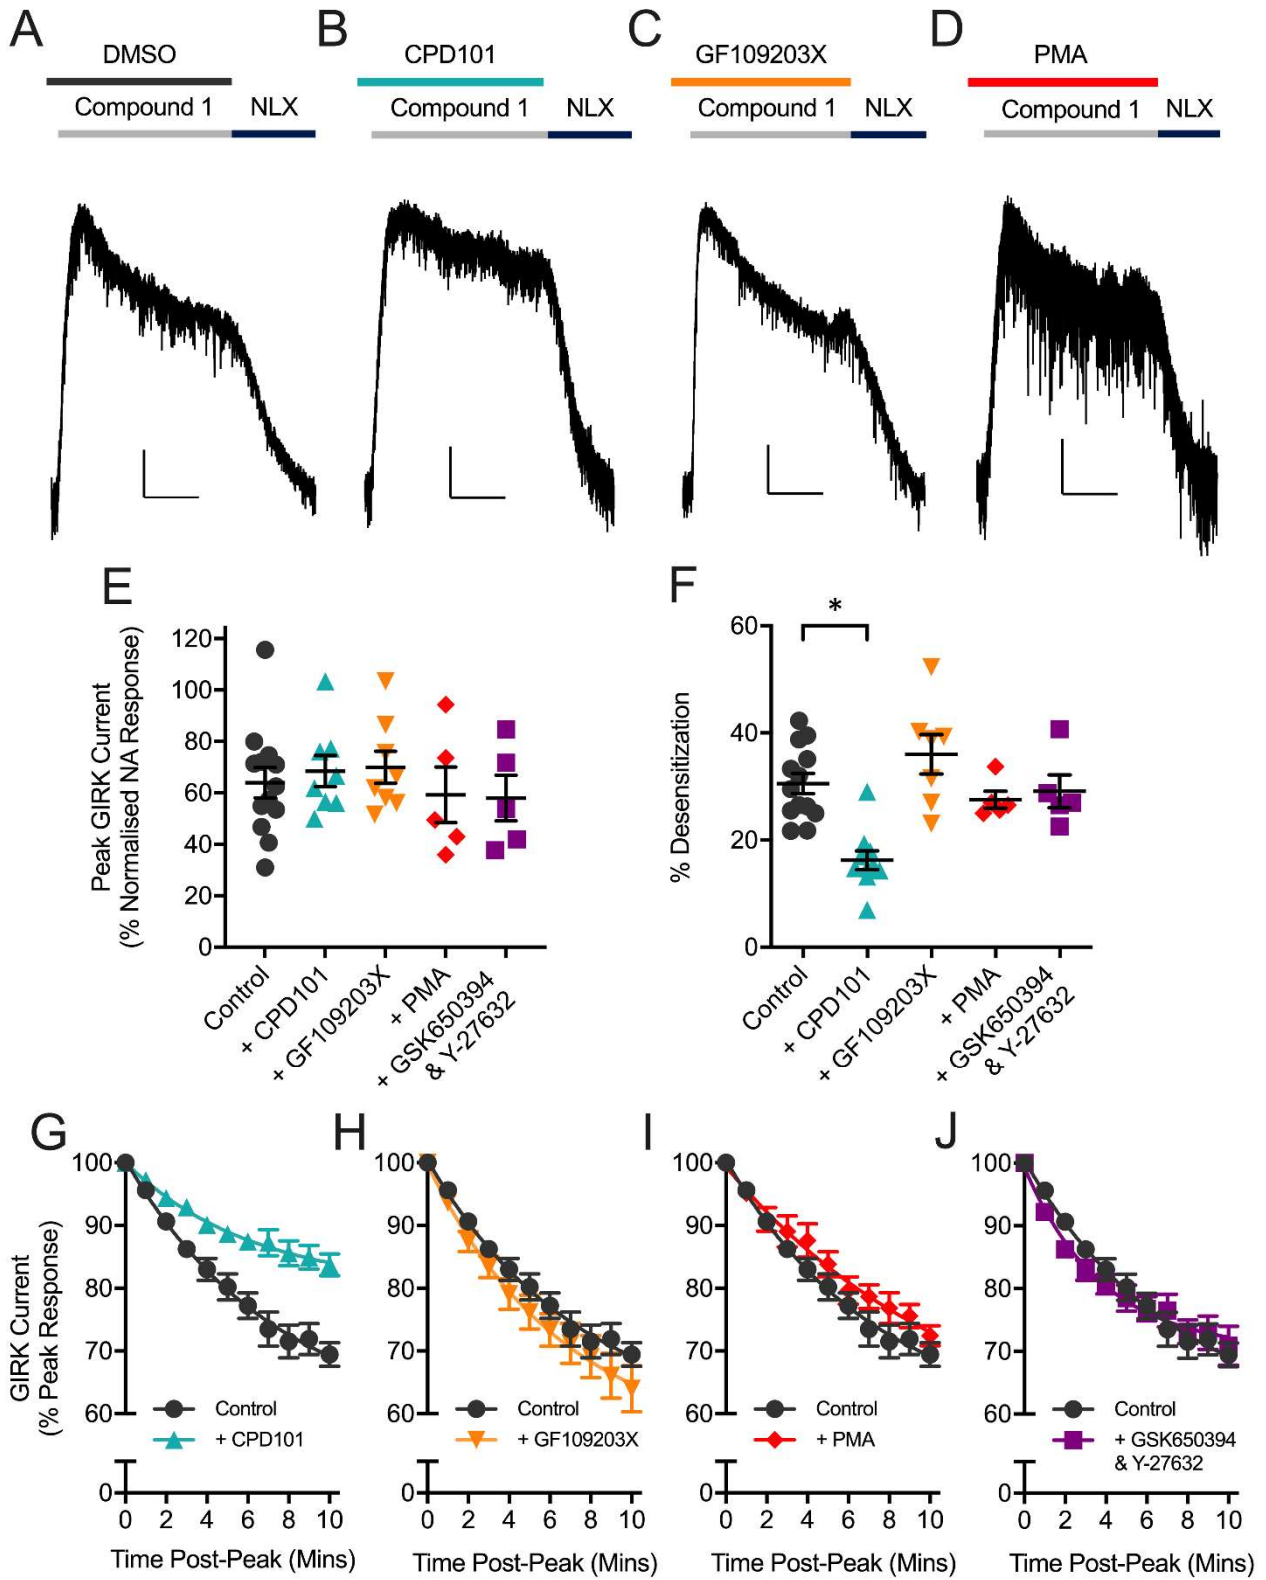 A
B
C
D
DMSO
CPD101
GF109203X
PMA
Compound 1
NLX
Compound 1
NLX
Compound 1
NLX
Compound 1
NLX
E
Peak GIRK Current
(% Normalised NA Response)
120
100
80
60
40
20
0
Control
+ CPD101
+ GF109203X
+ PMA
+ GSK650394
& Y-27632
F
% Desensitization
60
40
20
0
*
Control
+ CPD101
+ GF109203X
+ PMA
+ GSK650394
& Y-27632
G
GIRK Current
(% Peak Response)
100
90
80
70
60
0
Control
+ CPD101
0 2 4 6 8 10
Time Post-Peak (Mins)
H
100
90
80
70
60
0
Control
+ GF109203X
0 2 4 6 8 10
Time Post-Peak (Mins)
I
100
90
80
70
60
0
Control
+ PMA
0 2 4 6 8 10
Time Post-Peak (Mins)
J
100
90
80
70
60
0
Control
+ GSK650394
& Y-27632
0 2 4 6 8 10
Time Post-Peak (Mins)